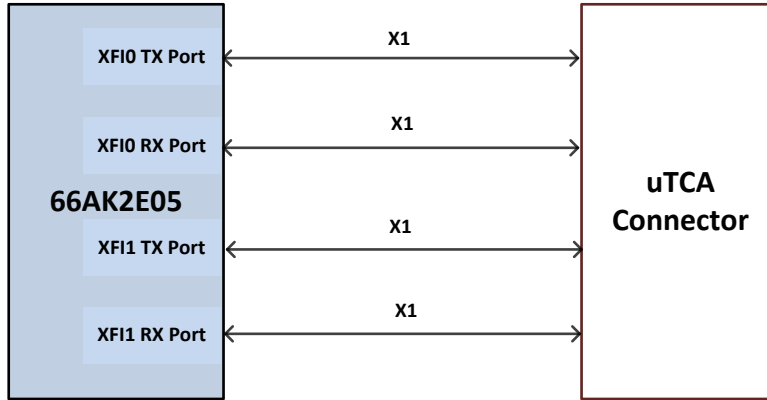 XFI0 TX Port
X1
XFI0 RX Port
X1
66AK2E05
uTCA
Connector
XFI1 TX Port
X1
XFI1 RX Port
X1